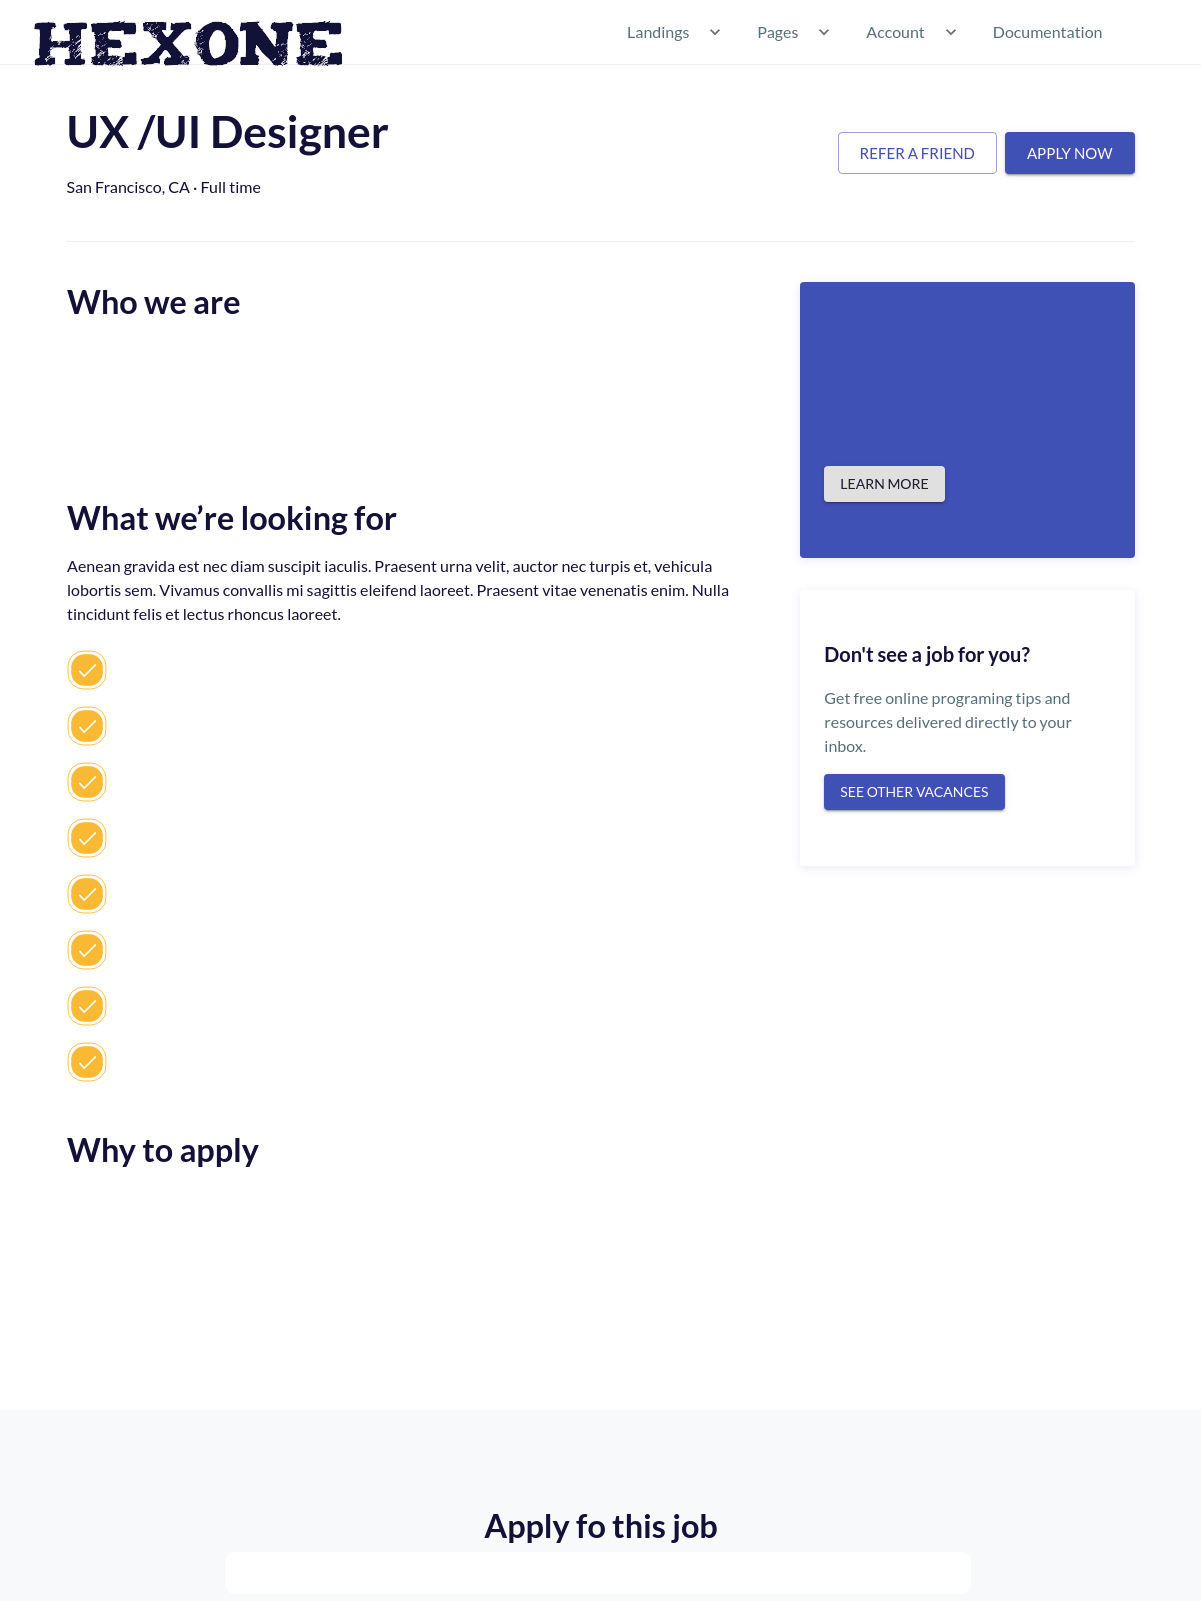 HEXONE
Landings
Pages
Account
Documentation
UX /UI Designer
San Francisco, CA · Full time
REFER A FRIEND
APPLY NOW
Who we are
LEARN MORE
What we’re looking for
Aenean gravida est nec diam suscipit iaculis. Praesent urna velit, auctor nec turpis et, vehicula
lobortis sem. Vivamus convallis mi sagittis eleifend laoreet. Praesent vitae venenatis enim. Nulla
tincidunt felis et lectus rhoncus laoreet.
Don't see a job for you?
Get free online programing tips and
resources delivered directly to your
inbox.
SEE OTHER VACANCES
Why to apply
Apply fo this job